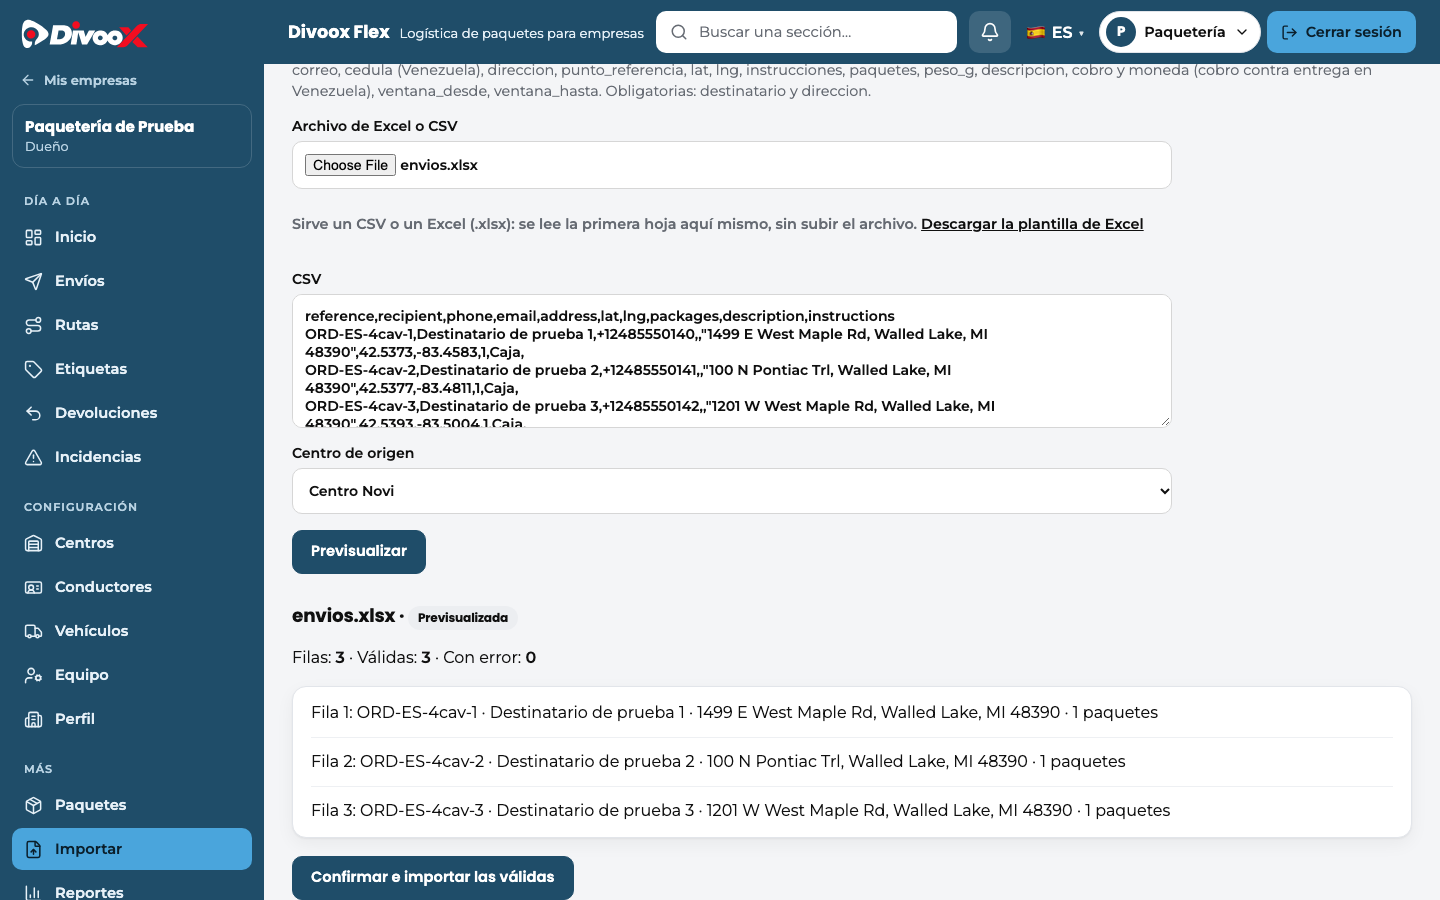 DivooX
Divoox Flex Logística de paquetes para empresas
Buscar una sección...
ES
P Paquetería
Cerrar sesión
Mis empresas
Paquetería de Prueba
Dueño
DÍA A DÍA
Inicio
Envíos
Rutas
Etiquetas
Devoluciones
Incidencias
CONFIGURACIÓN
Centros
Conductores
Vehículos
Equipo
Perfil
MÁS
Paquetes
Importar
Reportes
correo, cedula (Venezuela), direccion, punto_referencia, lat, lng, instrucciones, paquetes, peso_g, descripcion, cobro y moneda (cobro contra entrega en
Venezuela), ventana_desde, ventana_hasta. Obligatorias: destinatario y direccion.
Archivo de Excel o CSV
Choose File envios.xlsx
Sirve un CSV o un Excel (.xlsx): se lee la primera hoja aquí mismo, sin subir el archivo. Descargar la plantilla de Excel
CSV
reference,recipient,phone,email,address,lat,lng,packages,description,instructions
ORD-ES-4cav-1,Destinatario de prueba 1,+12485550140,,"1499 E West Maple Rd, Walled Lake, MI
48390",42.5373,-83.4583,1,Caja,
ORD-ES-4cav-2,Destinatario de prueba 2,+12485550141,,"100 N Pontiac Trl, Walled Lake, MI
48390",42.5377,-83.4811,1,Caja,
ORD-ES-4cav-3,Destinatario de prueba 3,+12485550142,,"1201 W West Maple Rd, Walled Lake, MI
48390",42.5393,-83.5004,1,Caja,
Centro de origen
Centro Novi
Previsualizar
envios.xlsx · Previsualizada
Filas: 3 · Válidas: 3 · Con error: 0
Fila 1: ORD-ES-4cav-1 · Destinatario de prueba 1 · 1499 E West Maple Rd, Walled Lake, MI 48390 · 1 paquetes
Fila 2: ORD-ES-4cav-2 · Destinatario de prueba 2 · 100 N Pontiac Trl, Walled Lake, MI 48390 · 1 paquetes
Fila 3: ORD-ES-4cav-3 · Destinatario de prueba 3 · 1201 W West Maple Rd, Walled Lake, MI 48390 · 1 paquetes
Confirmar e importar las válidas